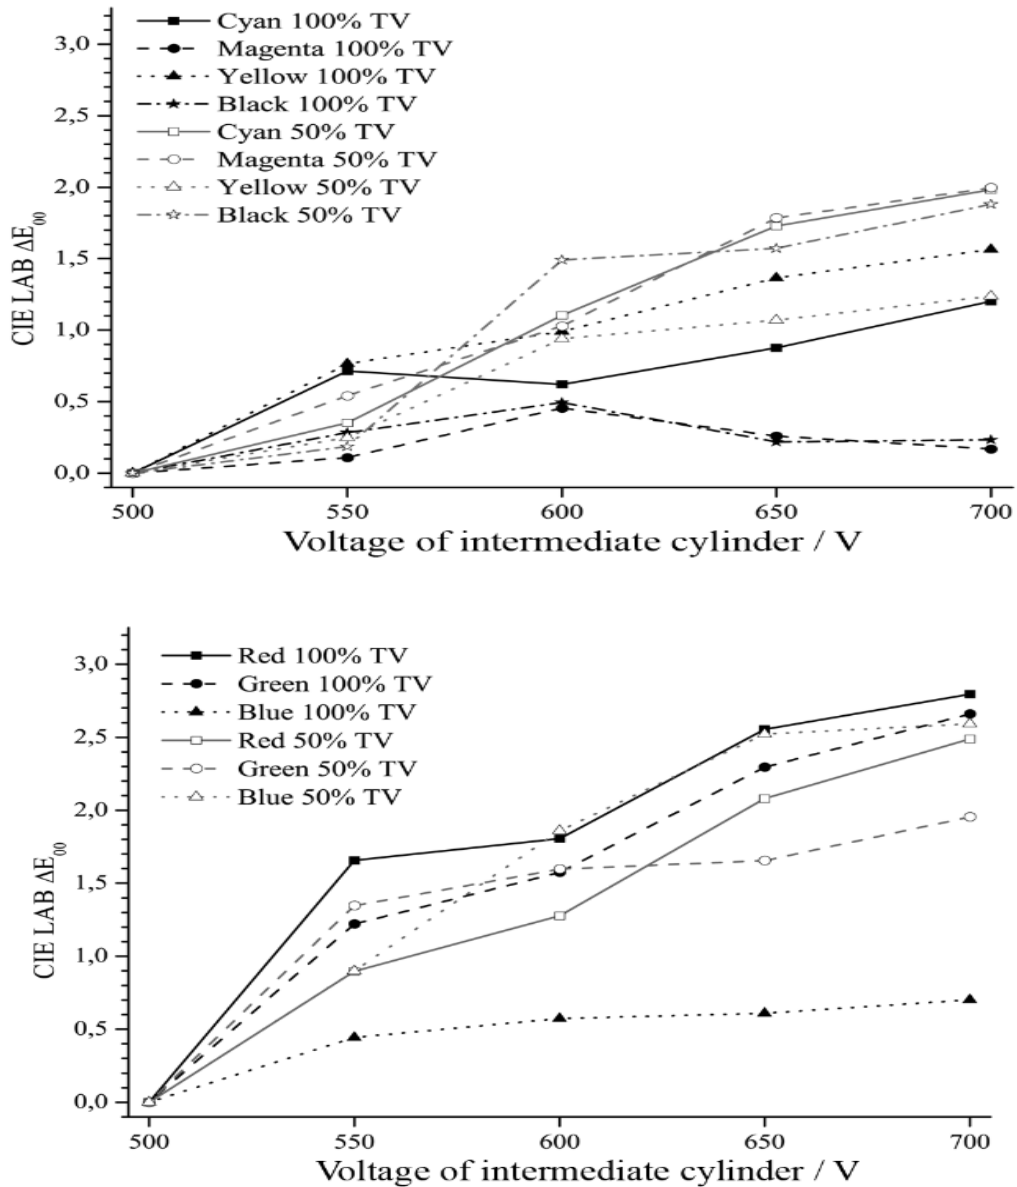 Cyan 100% TV
Magenta 100% TV
Yellow 100% TV
Black 100% TV
Cyan 50% TV
Magenta 50% TV
Yellow 50% TV
Black 50% TV
3,0
2,5
2,0
1,5
1,0
0,5
0,0
CIE LAB ΔE00
500 550 600 650 700
Voltage of intermediate cylinder / V
Red 100% TV
Green 100% TV
Blue 100% TV
Red 50% TV
Green 50% TV
Blue 50% TV
3,0
2,5
2,0
1,5
1,0
0,5
0,0
CIE LAB ΔE00
500 550 600 650 700
Voltage of intermediate cylinder / V